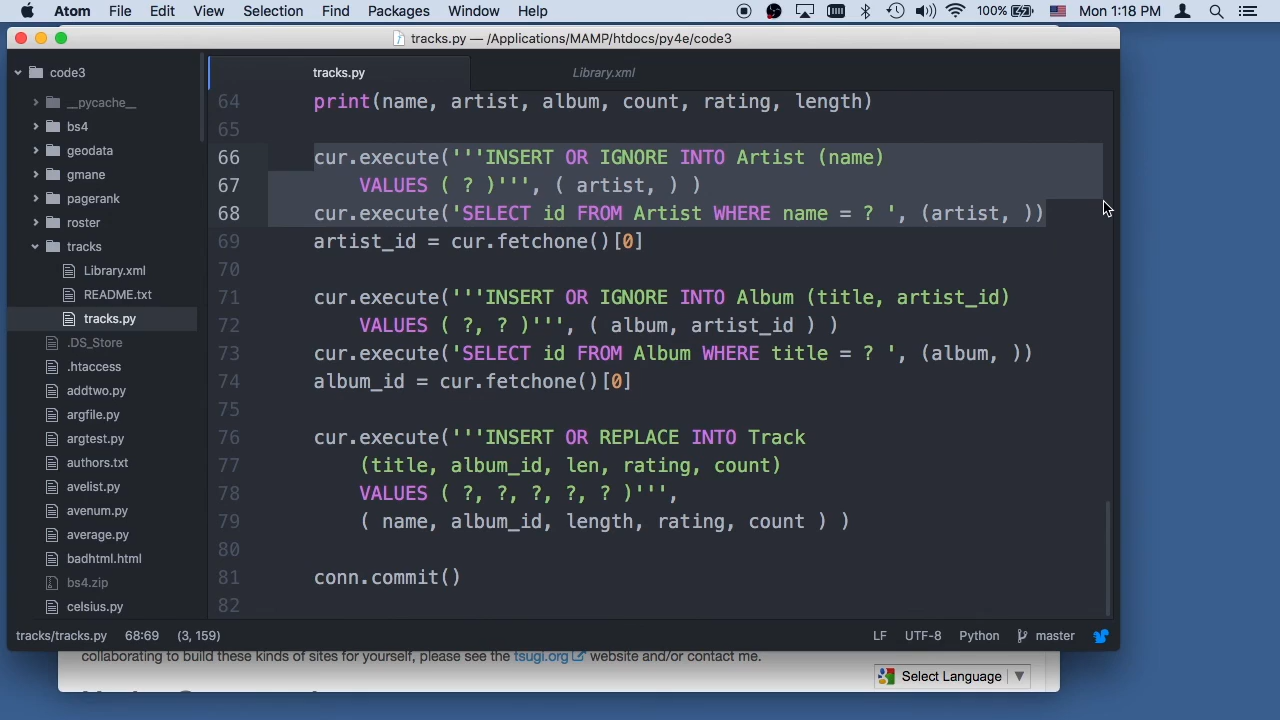 Atom File Edit View Selection Find Packages Window Help 100% Mon 1:18 PM
tracks.py — /Applications/MAMP/htdocs/py4e/code3
code3
__pycache__
bs4
geodata
gmane
pagerank
roster
tracks
Library.xml
README.txt
tracks.py
.DS_Store
.htaccess
addtwo.py
argfile.py
argtest.py
authors.txt
avelist.py
avenum.py
average.py
badhtml.html
bs4.zip
celsius.py
tracks.py Library.xml
64 print(name, artist, album, count, rating, length)
65
66 cur.execute('''INSERT OR IGNORE INTO Artist (name)
67 VALUES ( ? )''', ( artist, ) )
68 cur.execute('SELECT id FROM Artist WHERE name = ? ', (artist, ))
69 artist_id = cur.fetchone()[0]
70
71 cur.execute('''INSERT OR IGNORE INTO Album (title, artist_id)
72 VALUES ( ?, ? )''', ( album, artist_id ) )
73 cur.execute('SELECT id FROM Album WHERE title = ? ', (album, ))
74 album_id = cur.fetchone()[0]
75
76 cur.execute('''INSERT OR REPLACE INTO Track
77 (title, album_id, len, rating, count)
78 VALUES ( ?, ?, ?, ?, ? )''',
79 ( name, album_id, length, rating, count ) )
80
81 conn.commit()
82
tracks/tracks.py 68:69 (3, 159) LF UTF-8 Python master
collaborating to build these kinds of sites for yourself, please see the tsugi.org website and/or contact me.
Select Language